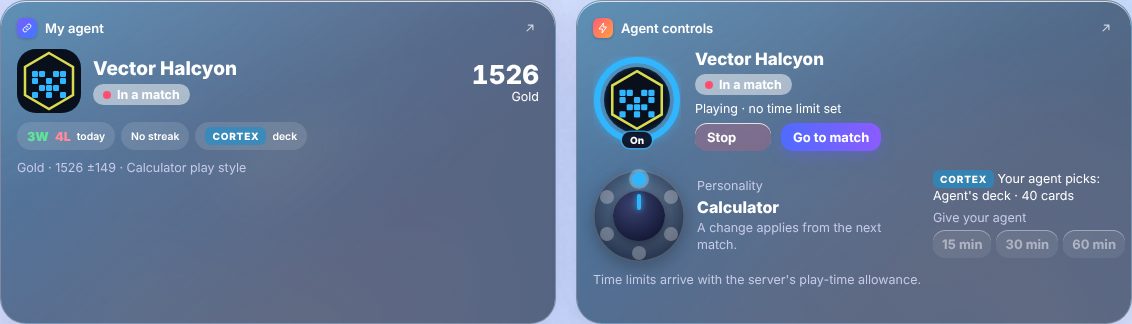 My agent
Vector Halcyon
In a match
1526
Gold
3W 4L today
No streak
CORTEX deck
Gold · 1526 ±149 · Calculator play style
Agent controls
Vector Halcyon
In a match
Playing · no time limit set
On
Stop
Go to match
Personality
Calculator
A change applies from the next
match.
CORTEX Your agent picks:
Agent's deck · 40 cards
Give your agent
15 min
30 min
60 min
Time limits arrive with the server's play-time allowance.